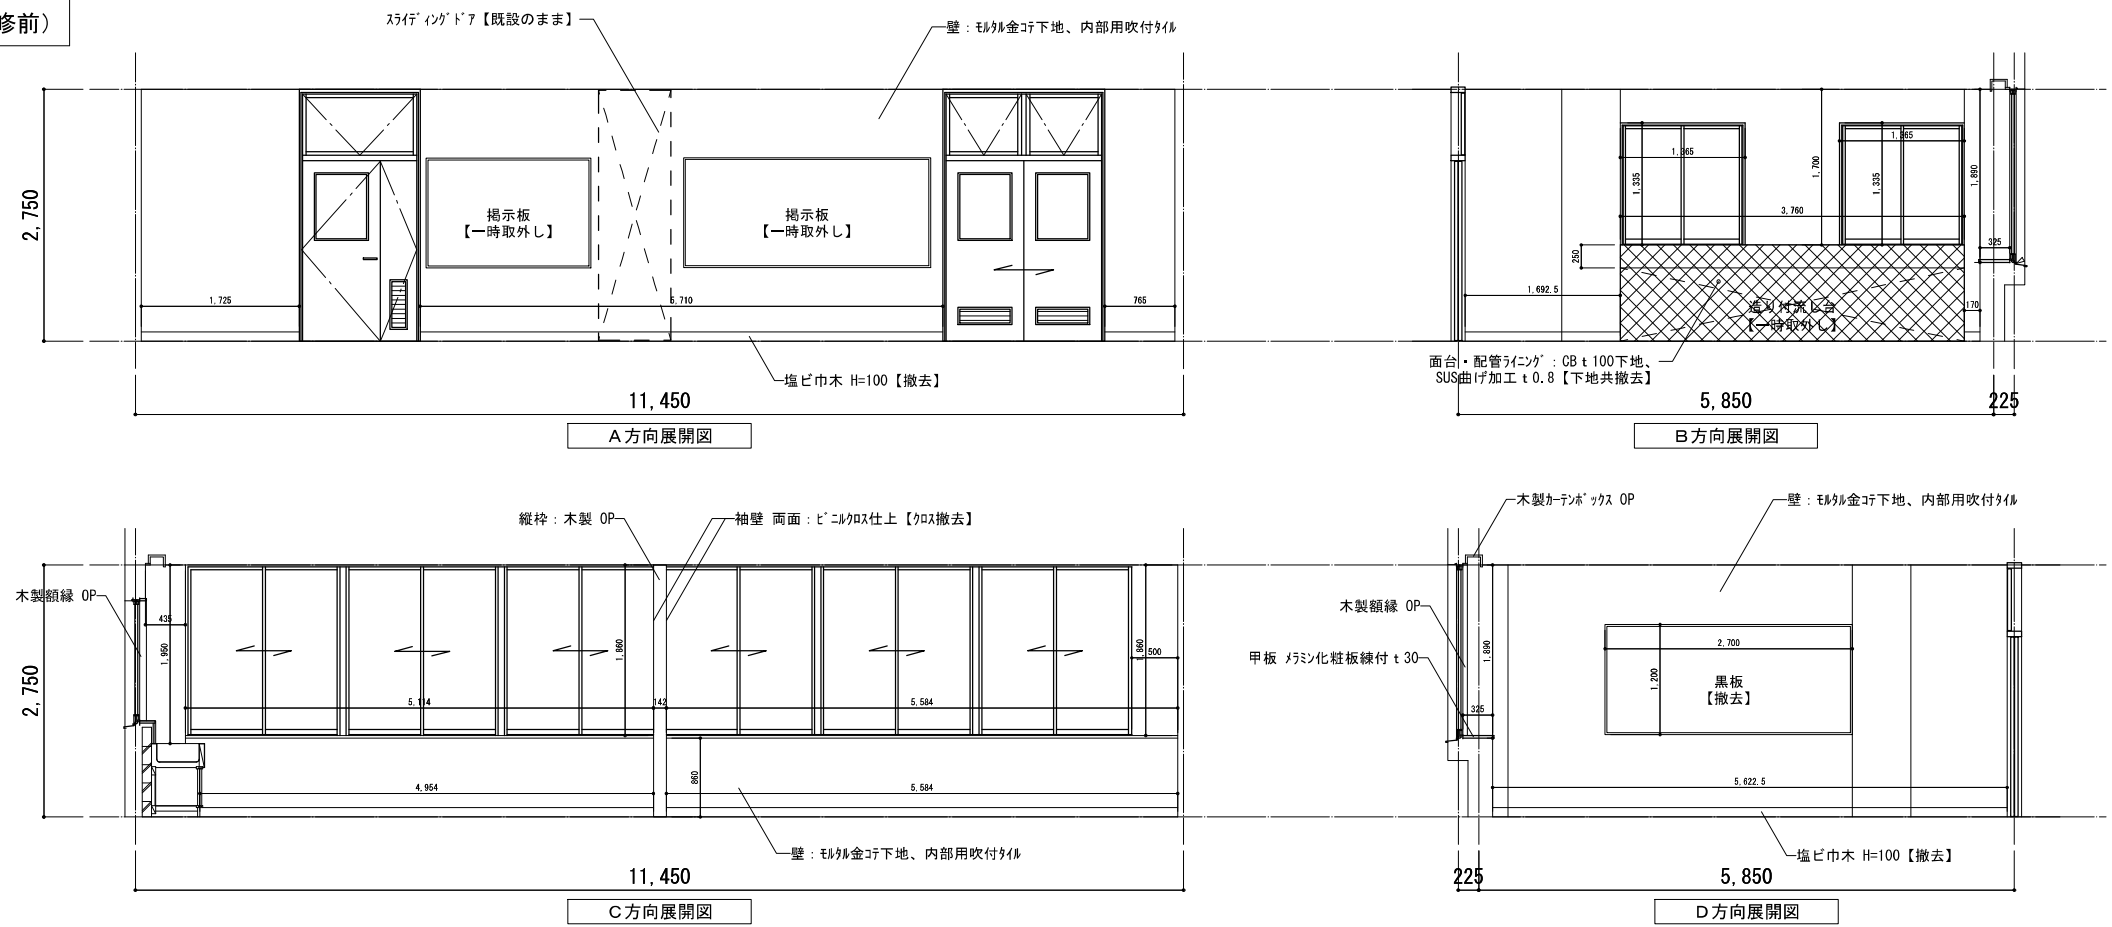 修前）
ｽﾗｲﾃﾞｨﾝｸﾞﾄﾞｱ【既設のまま】
壁：ﾓﾙﾀﾙ金ｺﾃ下地、内部用吹付ﾀｲﾙ
2,750
掲示板
【一時取外し】
掲示板
【一時取外し】
1,725
5,710
765
塩ビ巾木 H=100【撤去】
11,450
Ａ方向展開図
1,365
1,365
1,335
1,700
1,335
1,890
3,760
250
325
1,692.5
170
造り付流し台
【一時取外し】
面台・配管ﾗｲﾆﾝｸﾞ：CBｔ100下地、
SUS曲げ加工ｔ0.8【下地共撤去】
5,850
225
Ｂ方向展開図
縦枠：木製 OP
袖壁 両面：ﾋﾞﾆﾙｸﾛｽ仕上【ｸﾛｽ撤去】
木製額縁 OP
2,750
435
1,950
1,860
1,860
500
5,114
142
5,584
860
4,954
5,584
壁：ﾓﾙﾀﾙ金ｺﾃ下地、内部用吹付ﾀｲﾙ
11,450
Ｃ方向展開図
木製ｶｰﾃﾝﾎﾞｯｸｽ OP
壁：ﾓﾙﾀﾙ金ｺﾃ下地、内部用吹付ﾀｲﾙ
木製額縁 OP
甲板 ﾒﾗﾐﾝ化粧板練付ｔ30
1,890
325
2,700
1,200
黒板
【撤去】
5,622.5
塩ビ巾木 H=100【撤去】
225
5,850
Ｄ方向展開図